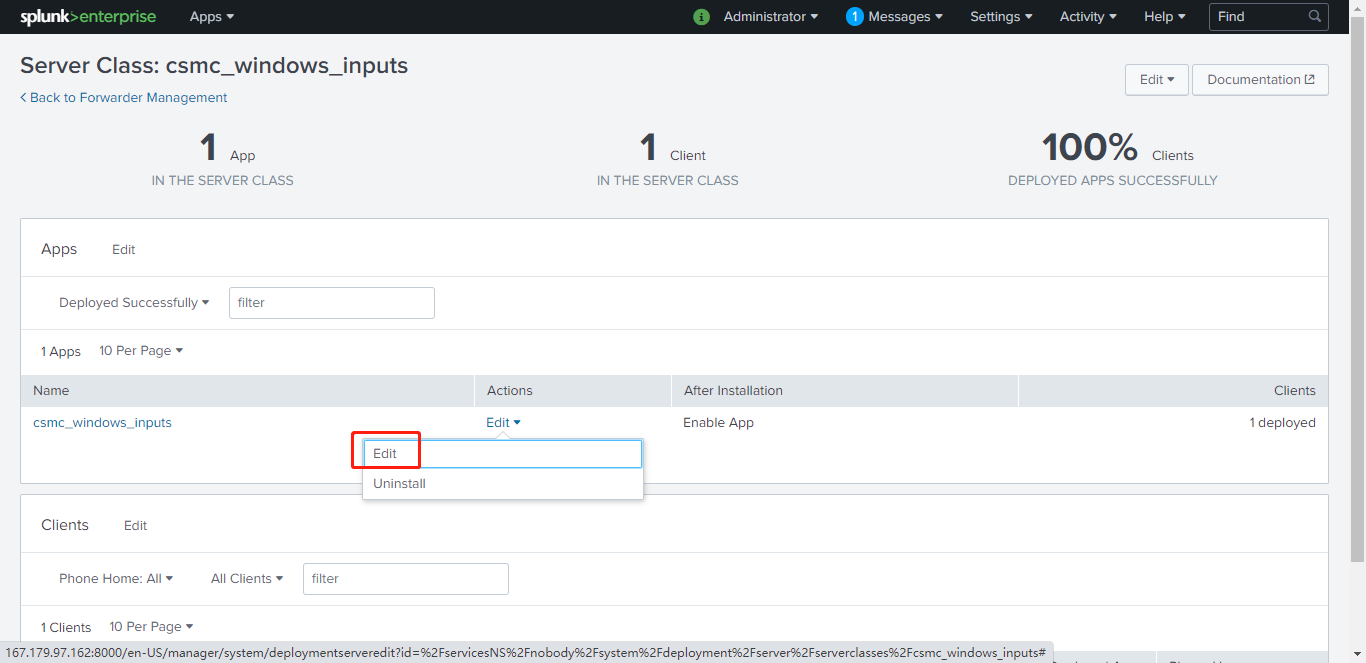 splunk>enterprise Apps i Administrator 1 Messages Settings Activity Help Find
Server Class: csmc_windows_inputs
Edit Documentation
< Back to Forwarder Management
1 App 1 Client 100% Clients
IN THE SERVER CLASS IN THE SERVER CLASS DEPLOYED APPS SUCCESSFULLY
Apps Edit
Deployed Successfully filter
1 Apps 10 Per Page
Name Actions After Installation Clients
csmc_windows_inputs Edit Enable App 1 deployed
Edit
Uninstall
Clients Edit
Phone Home: All All Clients filter
1 Clients 10 Per Page
167.179.97.162:8000/en-US/manager/system/deploymentserveredit?id=%2FservicesNS%2Fnobody%2Fsystem%2Fdeployment%2Fserver%2Fserverclasses%2Fcsmc_windows_inputs#